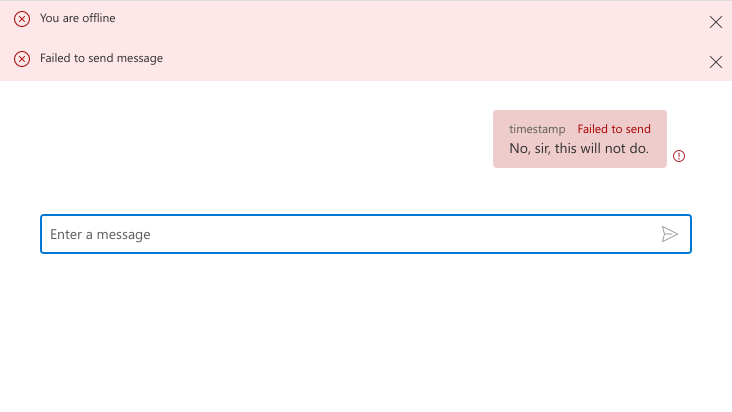 You are offline
Failed to send message
timestamp Failed to send
No, sir, this will not do.
Enter a message